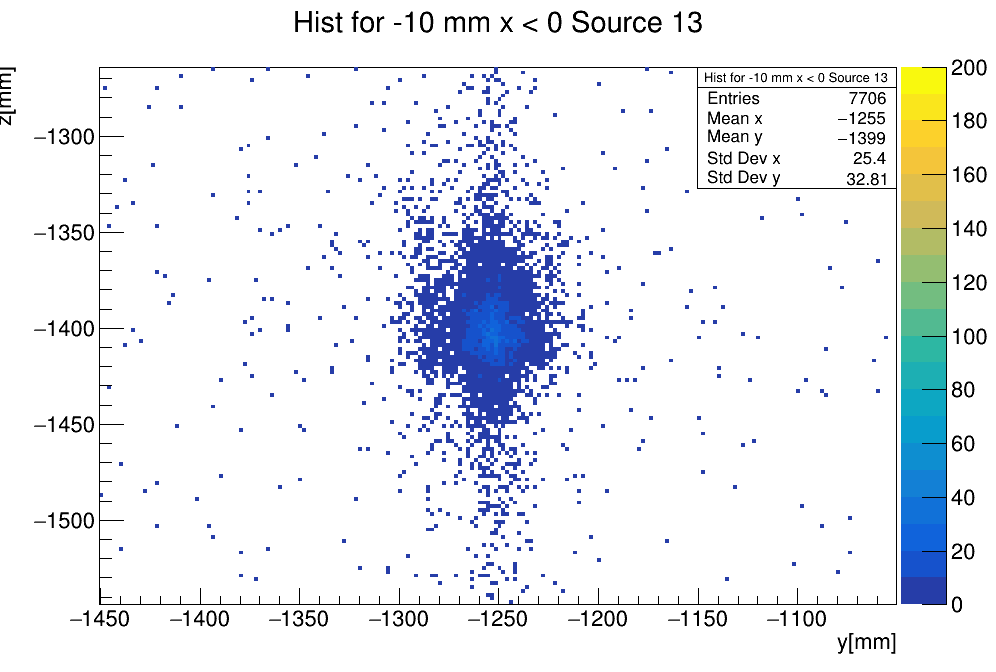 Hist for -10 mm x < 0 Source 13
z[mm]
Hist for -10 mm x < 0 Source 13
Entries 7706
Mean x −1255
Mean y −1399
Std Dev x 25.4
Std Dev y 32.81
−1300
−1350
−1400
−1450
−1500
200
180
160
140
120
100
80
60
40
20
0
−1450 −1400 −1350 −1300 −1250 −1200 −1150 −1100
y[mm]